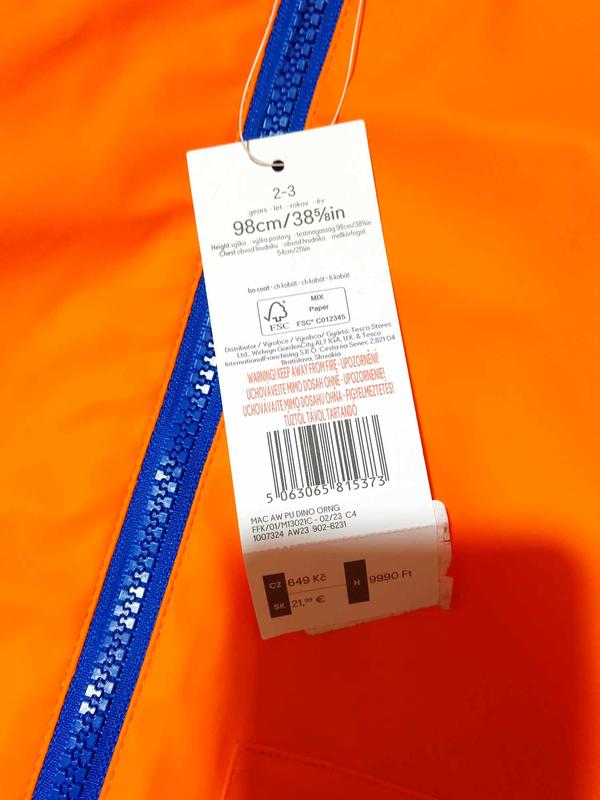 2-3
years · let · rokov · év
98cm/38⅝in
Height výška · výška postavy · testmagasság 98cm/38⅝in
Chest obvod hrudníku · obvod hrudníka · mellkörfogat
54cm/21¼in
bo coat · ch kabát · ch kabát · fi kabát
MIX
Paper
FSC
FSC® C012345
Distributor / Výrobce / Výrobca/ Gyártó: Tesco Stores
Ltd., Welwyn GardenCity AL7 1GA, U.K. & Tesco
InternationalFranchising S.R.O. Cesta na Senec 2,821 04
Bratislava, Slovakia
WARNING! KEEP AWAY FROM FIRE · UPOZORNĚNÍ!
UCHOVÁVEJTE MIMO DOSAH OHNĚ · UPOZORNENIE!
UCHOVÁVAJTE MIMO DOSAHU OHŇA · FIGYELMEZTETÉS!
TŰZTŐL TÁVOL TARTANDÓ
5 063065 815373
MAC AW PU DINO ORNG
FFK/01/M13021C - 02/23 C4
1007324 AW23 902-6231
CZ 649 Kč
H 9990 Ft
SK 21,99 €